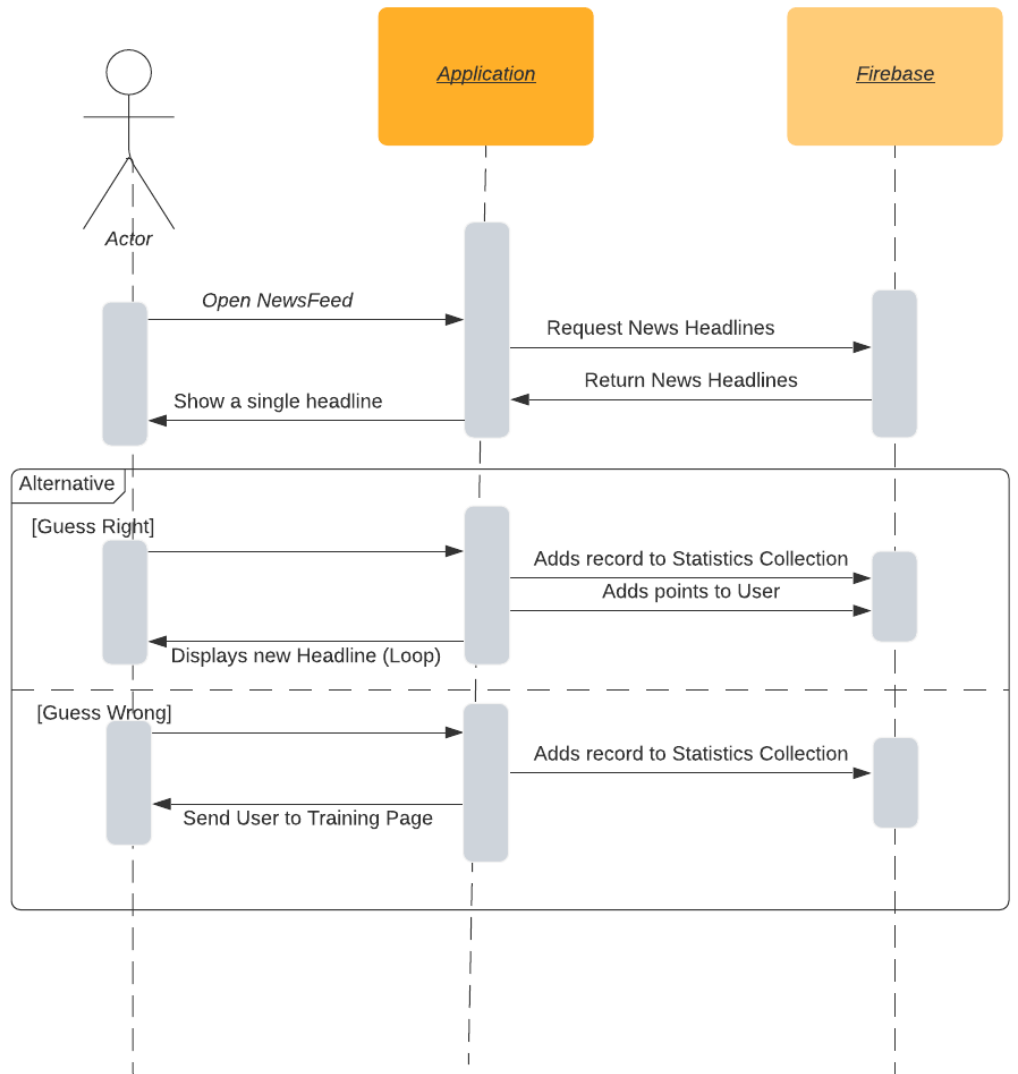 Application
Firebase
Actor
Open NewsFeed
Request News Headlines
Return News Headlines
Show a single headline
Alternative
[Guess Right]
Adds record to Statistics Collection
Adds points to User
Displays new Headline (Loop)
[Guess Wrong]
Adds record to Statistics Collection
Send User to Training Page